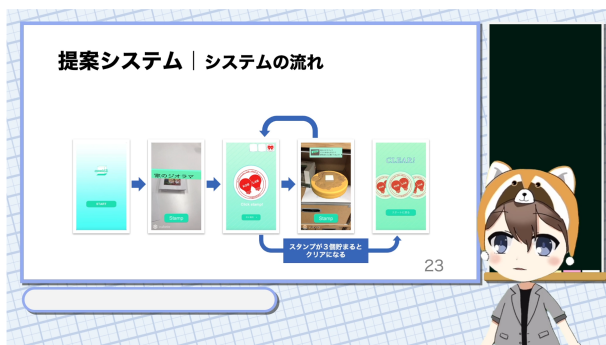 提案システム｜システムの流れ
家のジオラマ
Stamp
Stamp
CLEAR!
START
スタンプが3個貯まると
クリアになる
23